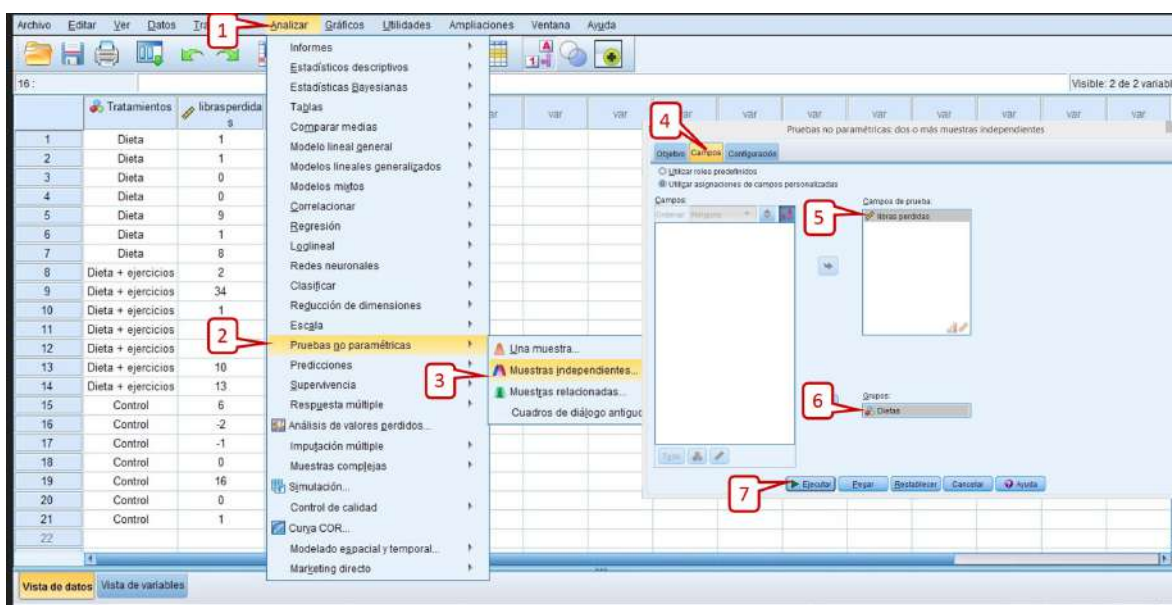 Archivo Editar Ver Datos Tra Analizar Gráficos Utilidades Ampliaciones Ventana Ayuda
1
16 :
Visible: 2 de 2 variabl
Tratamientos librasperdida
s
var var var var var var var var var
1 Dieta 1
2 Dieta 1
3 Dieta 0
4 Dieta 0
5 Dieta 9
6 Dieta 1
7 Dieta 8
8 Dieta + ejercicios 2
9 Dieta + ejercicios 34
10 Dieta + ejercicios 1
11 Dieta + ejercicios
12 Dieta + ejercicios
13 Dieta + ejercicios 10
14 Dieta + ejercicios 13
15 Control 6
16 Control -2
17 Control -1
18 Control 0
19 Control 16
20 Control 0
21 Control 1
22
Informes
Estadísticos descriptivos
Estadísticas Bayesianas
Tablas
Comparar medias
Modelo lineal general
Modelos lineales generalizados
Modelos mixtos
Correlacionar
Regresión
Loglineal
Redes neuronales
Clasificar
Reducción de dimensiones
Escala
2
Pruebas no paramétricas
Predicciones
Supervivencia
Respuesta múltiple
Análisis de valores perdidos...
Imputación múltiple
Muestras complejas
Simulación...
Control de calidad
Curva COR...
Modelado espacial y temporal...
Marketing directo
Una muestra...
3
Muestras independientes...
Muestras relacionadas...
Cuadros de diálogo antiguo
4
Pruebas no paramétricas: dos o más muestras independientes
Objetivo Campos Configuración
Utilizar roles predefinidos
Utilizar asignaciones de campos personalizadas
Campos:
Ordenar: Ninguno
Campos de prueba:
5
libras perdidas
Grupos:
6
Dietas
7
Ejecutar Pegar Restablecer Cancelar Ayuda
Vista de datos Vista de variables